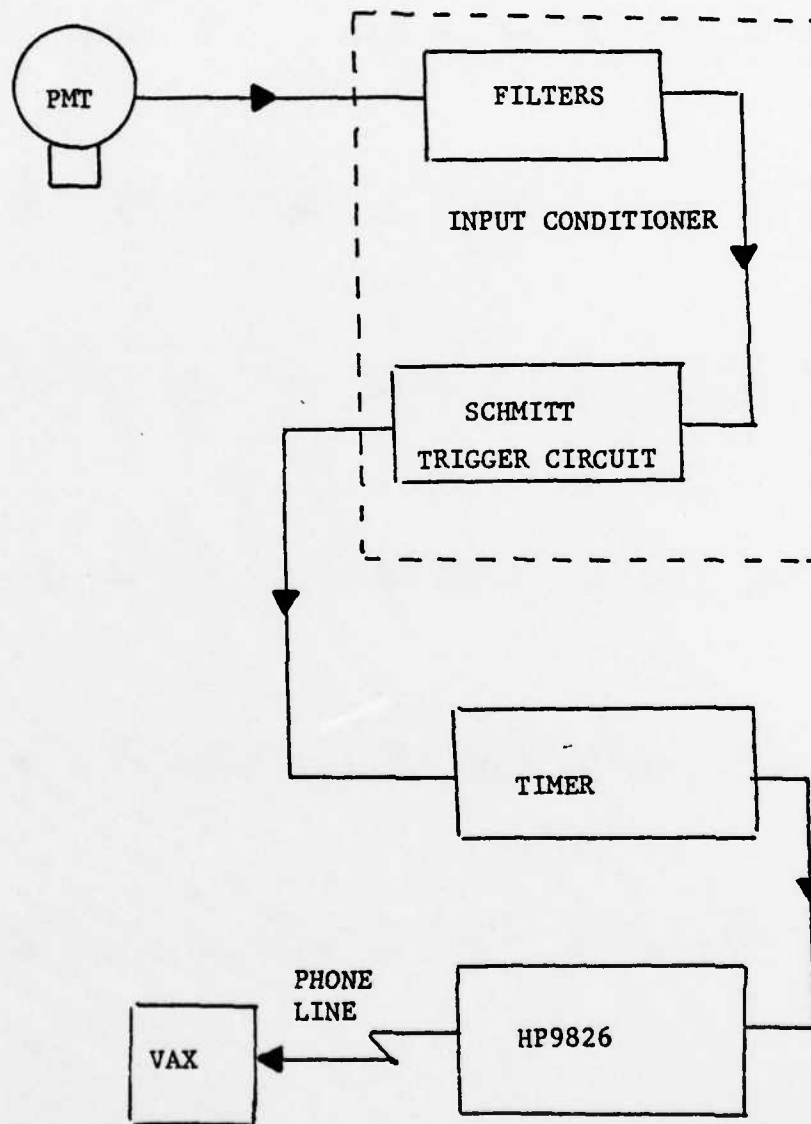 PMT
FILTERS
INPUT CONDITIONER
SCHMITT
TRIGGER CIRCUIT
TIMER
PHONE
LINE
HP9826
VAX